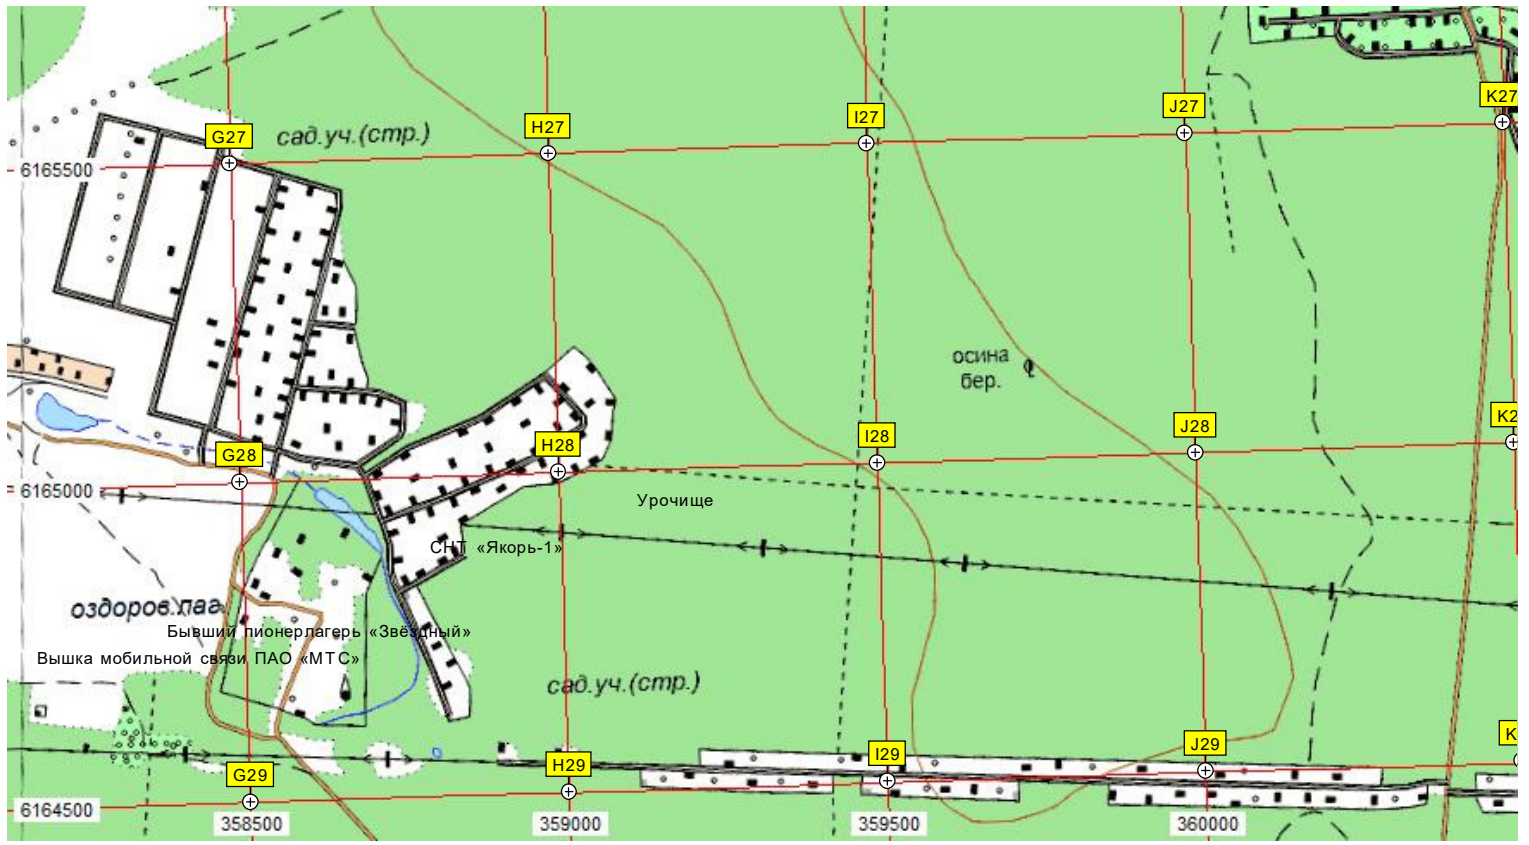 K27
J27
I27
H27
G27
сад.уч.(стр.)
6165500
осина
бер.
J28
I28
H28
G28
6165000
Урочище
СНТ «Якорь-1»
оздоров.лаг.
Бывший пионерлагерь «Звёздный»
Вышка мобильной связи ПАО «МТС»
сад.уч.(стр.)
J29
I29
H29
G29
6164500
358500
359000
359500
360000